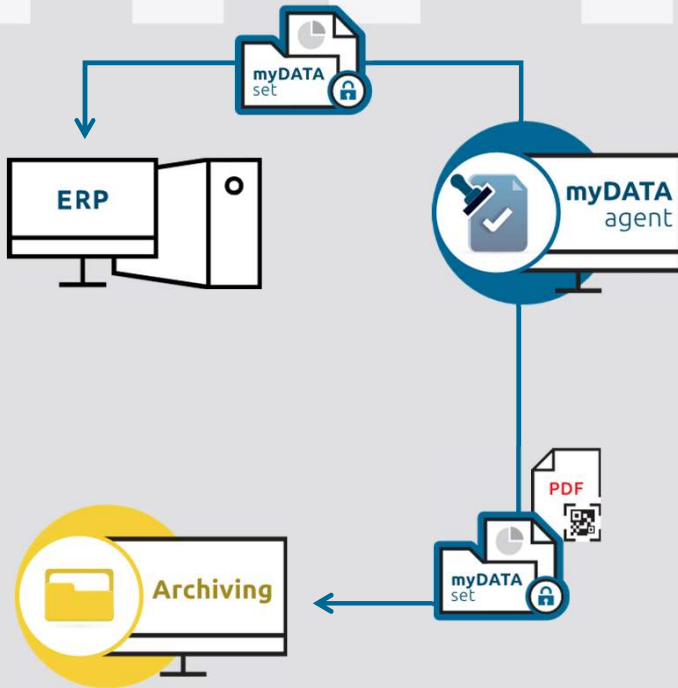 myDATA
set
ERP
myDATA
agent
PDF
myDATA
set
Archiving